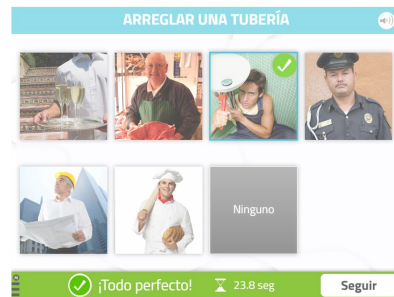 ARREGLAR UNA TUBERÍA
Ninguno
¡Todo perfecto!
23.8 seg
Seguir